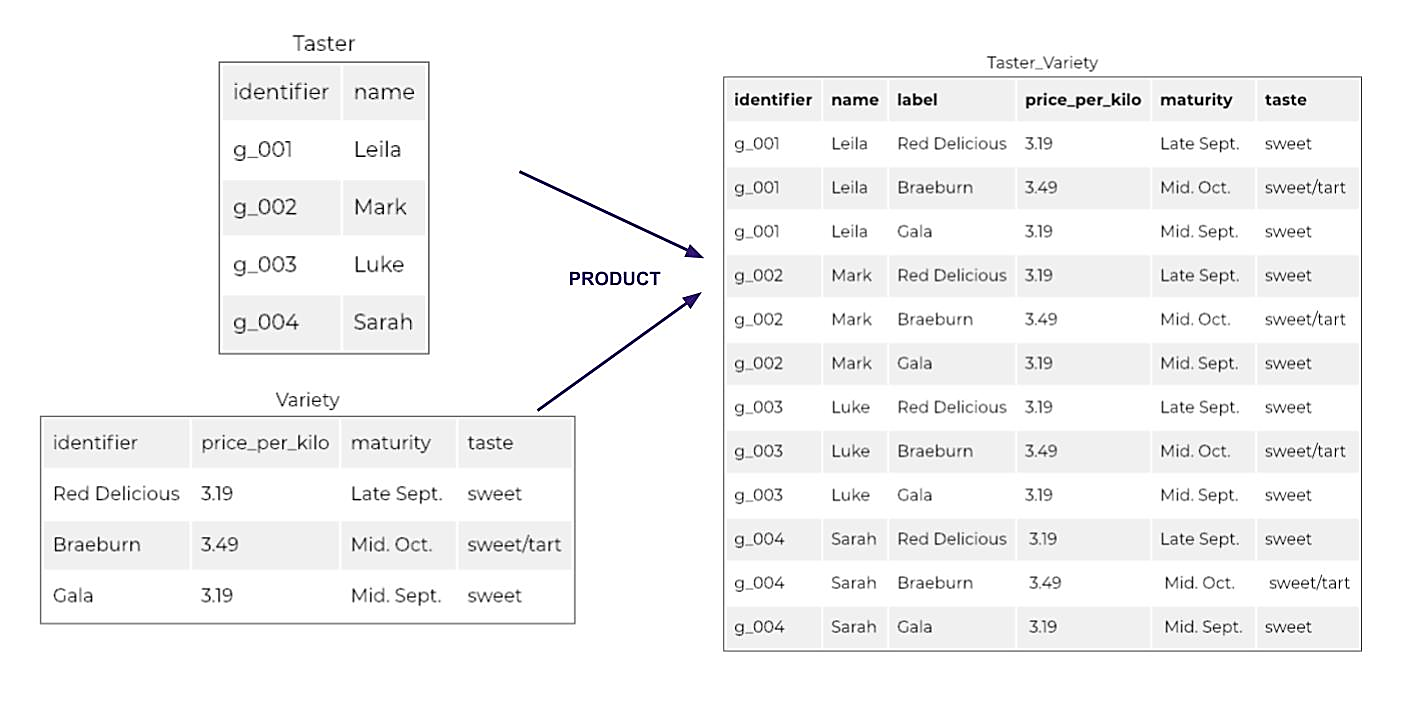 Taster
identifier name
g_001 Leila
g_002 Mark
g_003 Luke
g_004 Sarah
Variety
identifier price_per_kilo maturity taste
Red Delicious 3.19 Late Sept. sweet
Braeburn 3.49 Mid. Oct. sweet/tart
Gala 3.19 Mid. Sept. sweet
PRODUCT
Taster_Variety
identifier name label price_per_kilo maturity taste
g_001 Leila Red Delicious 3.19 Late Sept. sweet
g_001 Leila Braeburn 3.49 Mid. Oct. sweet/tart
g_001 Leila Gala 3.19 Mid. Sept. sweet
g_002 Mark Red Delicious 3.19 Late Sept. sweet
g_002 Mark Braeburn 3.49 Mid. Oct. sweet/tart
g_002 Mark Gala 3.19 Mid. Sept. sweet
g_003 Luke Red Delicious 3.19 Late Sept. sweet
g_003 Luke Braeburn 3.49 Mid. Oct. sweet/tart
g_003 Luke Gala 3.19 Mid. Sept. sweet
g_004 Sarah Red Delicious 3.19 Late Sept. sweet
g_004 Sarah Braeburn 3.49 Mid. Oct. sweet/tart
g_004 Sarah Gala 3.19 Mid. Sept. sweet